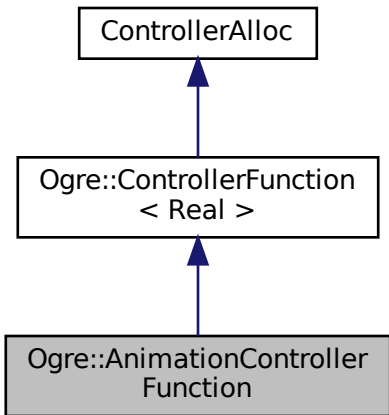 ControllerAlloc
Ogre::ControllerFunction
< Real >
Ogre::AnimationController
Function